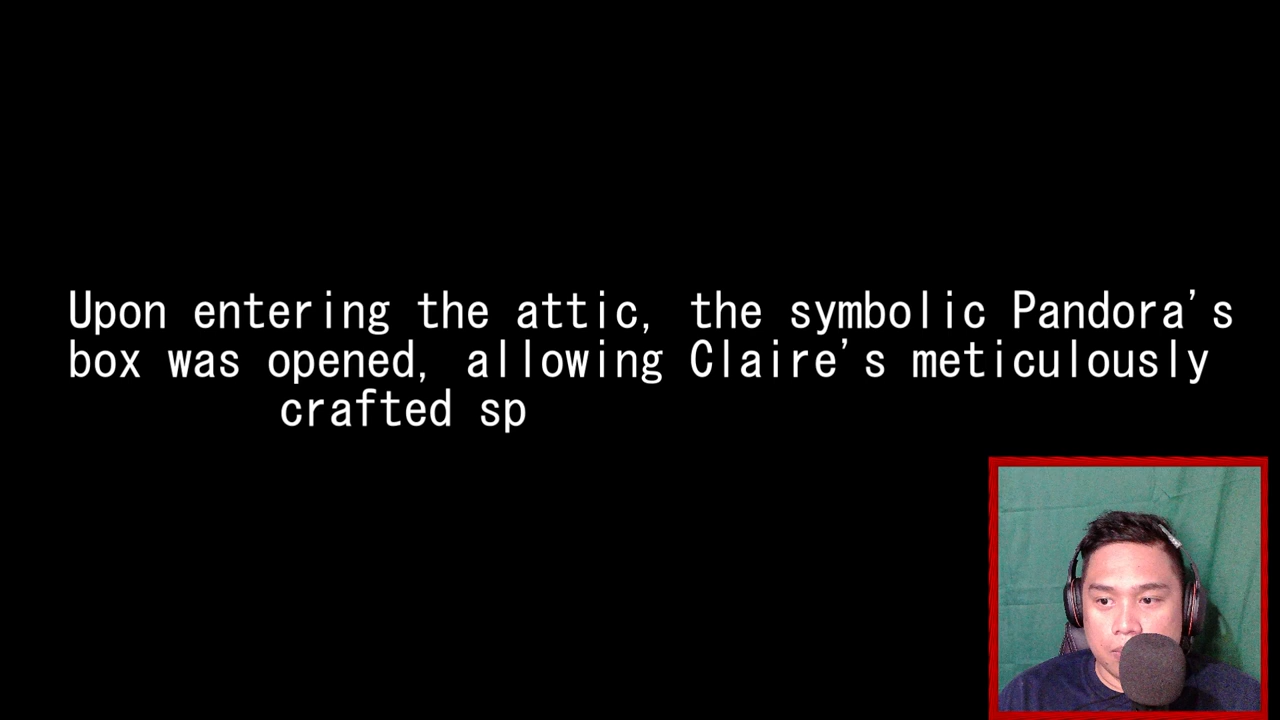 Upon entering the attic, the symbolic Pandora's
box was opened, allowing Claire's meticulously
crafted sp